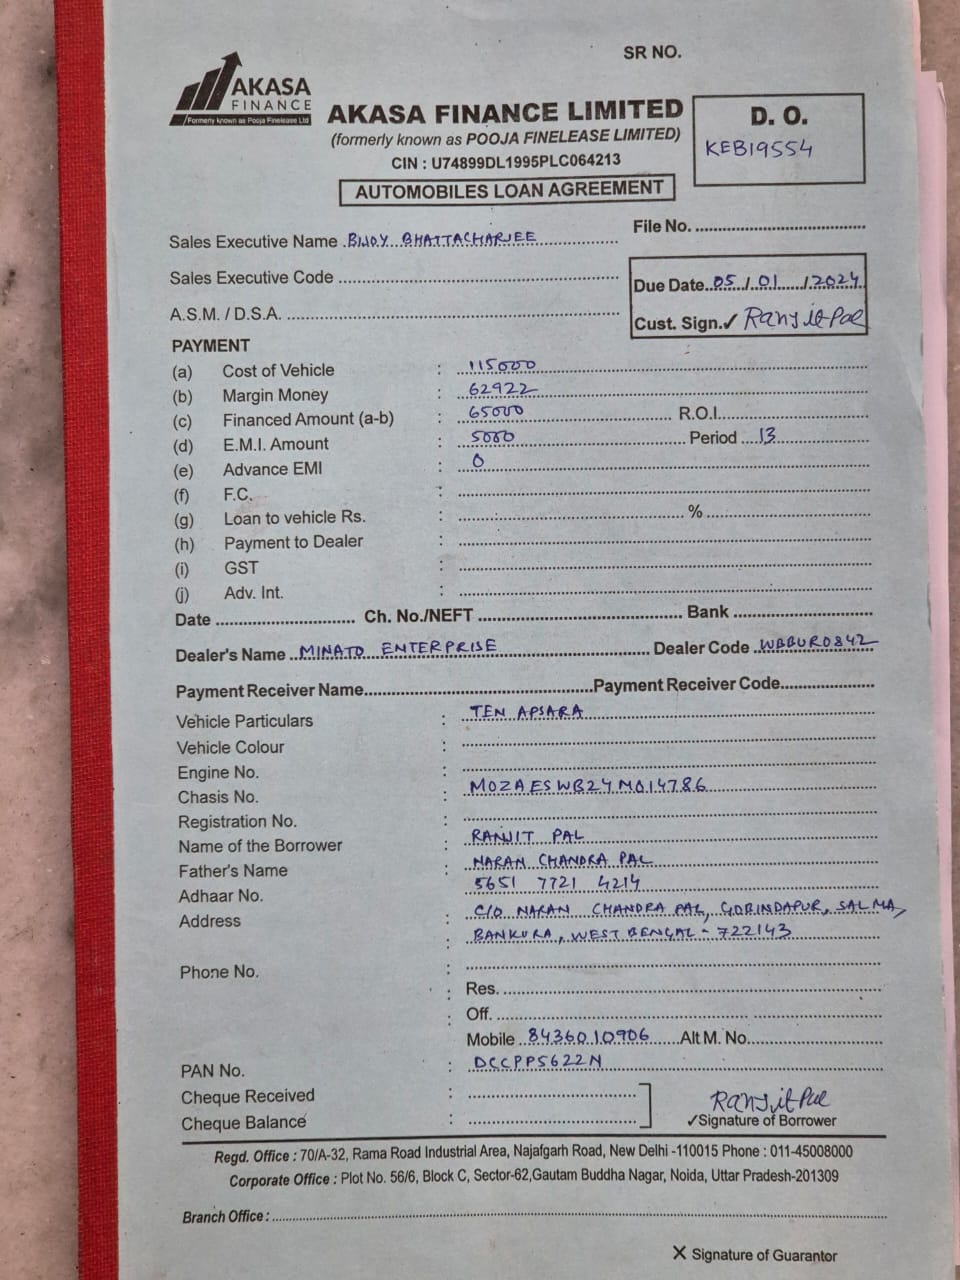 SR NO.
AKASA
FINANCE
Formerly known as Pooja Finelease Ltd
AKASA FINANCE LIMITED
(formerly known as POOJA FINELEASE LIMITED)
CIN : U74899DL1995PLC064213
AUTOMOBILES LOAN AGREEMENT
D. O.
KEB19554
Sales Executive Name BIJOY BHATTACHARJEE
File No.
Sales Executive Code
Due Date 05/01/2024
A.S.M. / D.S.A.
Cust. Sign.✓ Ranjit Pal
PAYMENT
(a) Cost of Vehicle : 115000
(b) Margin Money : 62922
(c) Financed Amount (a-b) : 65000 R.O.I.
(d) E.M.I. Amount : 5000 Period 13
(e) Advance EMI : 0
(f) F.C. :
(g) Loan to vehicle Rs. : %
(h) Payment to Dealer :
(i) GST :
(j) Adv. Int. :
Date Ch. No./NEFT Bank
Dealer's Name MINATO ENTERPRISE Dealer Code WBBUR0842
Payment Receiver Name Payment Receiver Code
Vehicle Particulars : TEN APSARA
Vehicle Colour :
Engine No. :
Chasis No. : MOZAESWB24M014786
Registration No. :
Name of the Borrower : RANJIT PAL
Father's Name : NARAN CHANDRA PAL
Adhaar No. 5651 7721 4214
Address : C/O NARAN CHANDRA PAL, GOBINDAPUR, SALMA,
: BANKURA, WEST BENGAL - 722143
Phone No. :
: Res.
: Off.
Mobile 8436010906 Alt M. No.
PAN No. : DCCPP5622N
Cheque Received :
Cheque Balance :
Ranjit Pal
✓Signature of Borrower
Regd. Office : 70/A-32, Rama Road Industrial Area, Najafgarh Road, New Delhi -110015 Phone : 011-45008000
Corporate Office : Plot No. 56/6, Block C, Sector-62,Gautam Buddha Nagar, Noida, Uttar Pradesh-201309
Branch Office :
X Signature of Guarantor